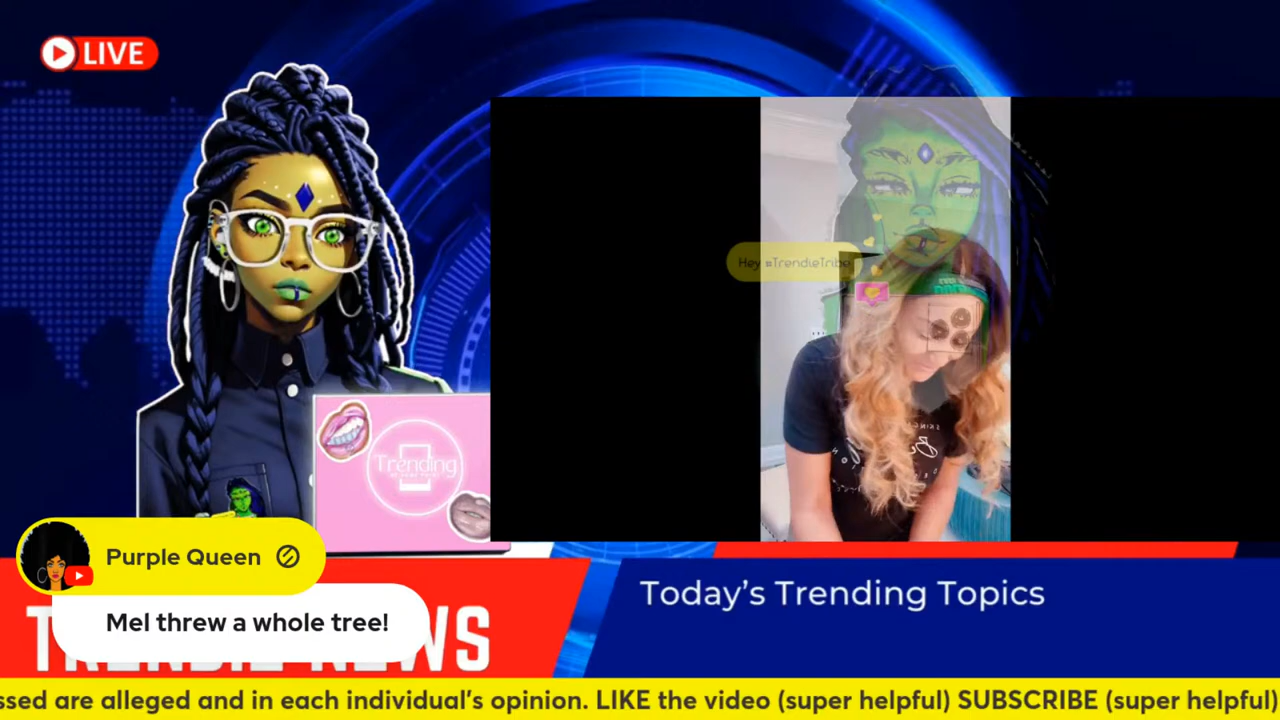 LIVE
Hey #TrendieTribe
Trending
Purple Queen
Mel threw a whole tree!
NEWS
Today's Trending Topics
ssed are alleged and in each individual's opinion. LIKE the video (super helpful) SUBSCRIBE (super helpful)